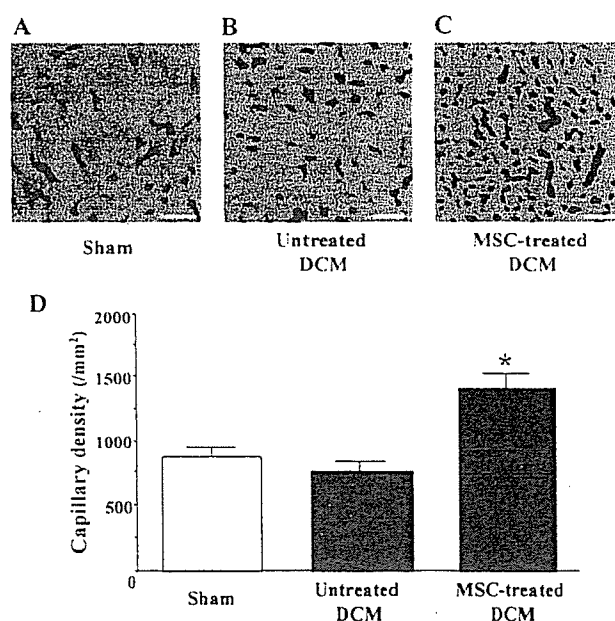 A
B
C
Sham
Untreated
DCM
MSC-treated
DCM
D
Capillary density (/mm²)
2000
1500
1000
500
0
*
Sham
Untreated
DCM
MSC-treated
DCM